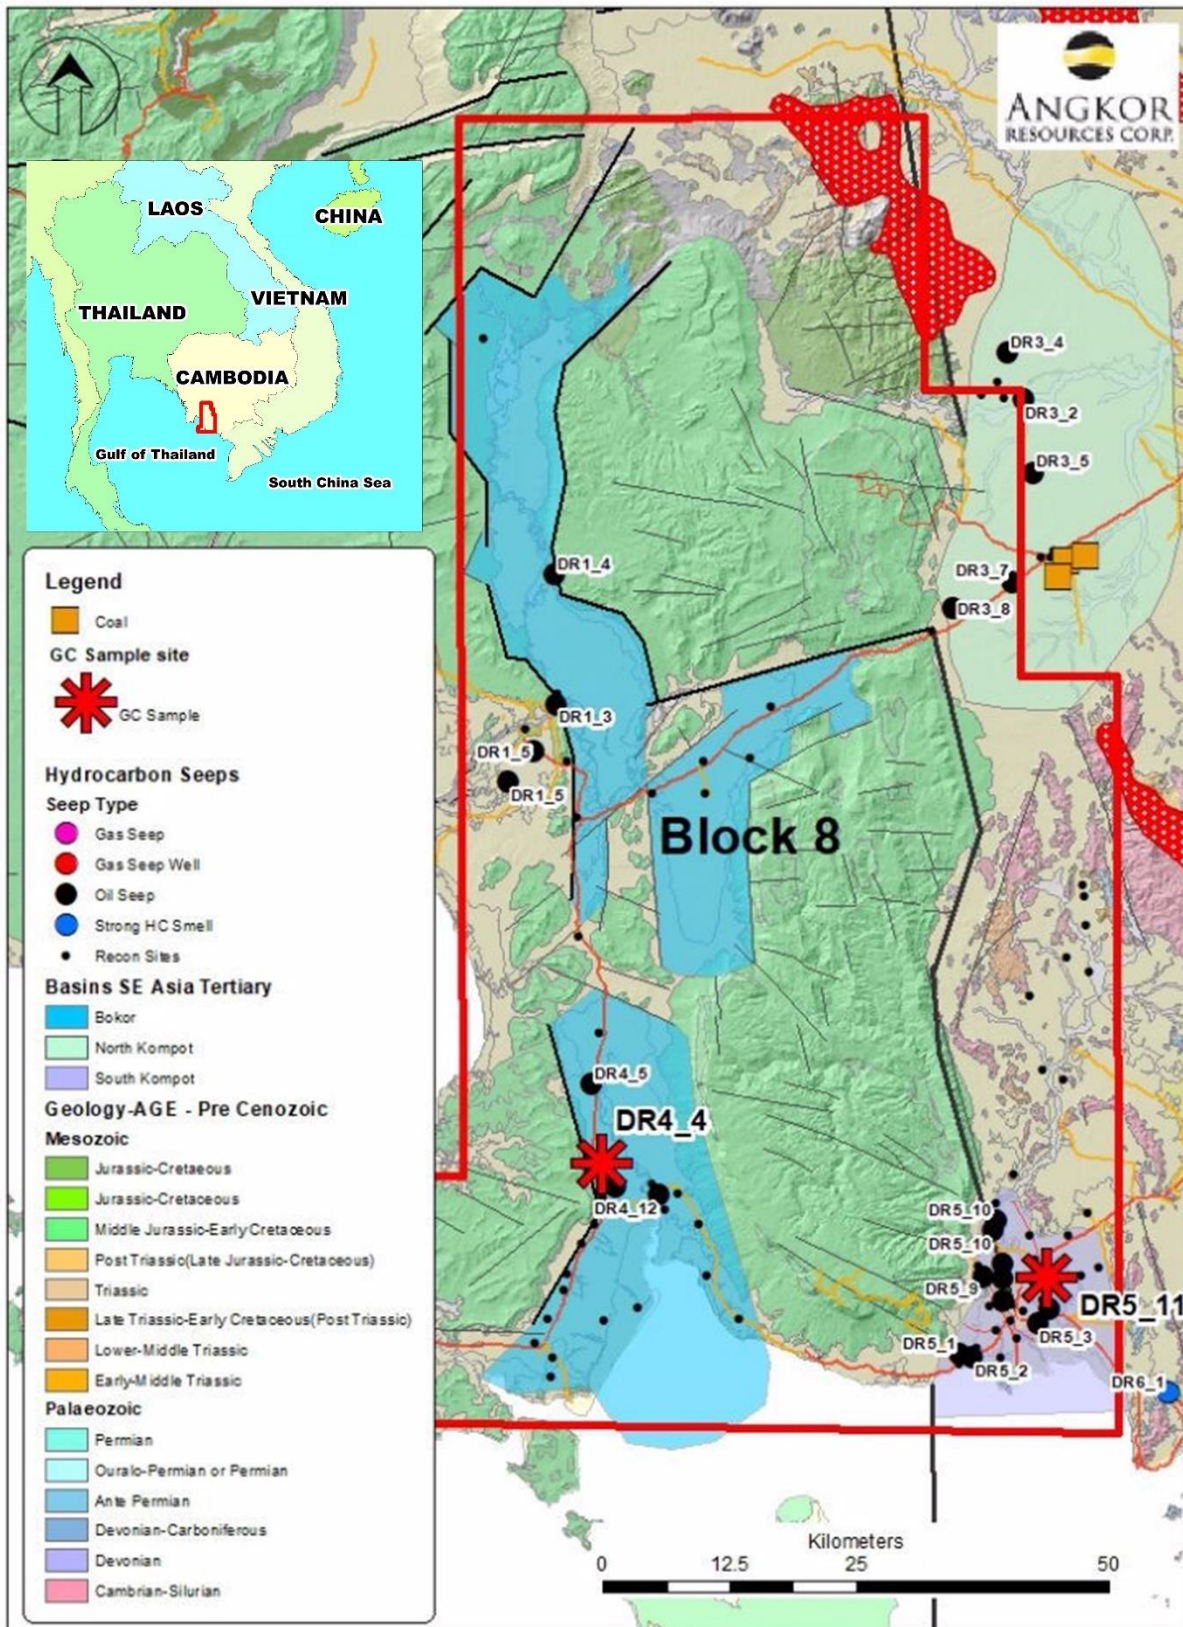 ANGKOR
RESOURCES CORP.
LAOS
CHINA
THAILAND
VIETNAM
CAMBODIA
Gulf of Thailand
South China Sea
DR3_4
DR3_2
DR3_5
DR3_7
DR3_8
DR1_4
DR1_3
DR1_5
DR1_5
Block 8
DR4_5
DR4_4
DR4_12
DR5_10
DR5_10
DR5_9
DR5_11
DR5_3
DR5_1
DR5_2
DR6_1
Legend
Coal
GC Sample site
GC Sample
Hydrocarbon Seeps
Seep Type
Gas Seep
Gas Seep Well
Oil Seep
Strong HC Smell
Recon Sites
Basins SE Asia Tertiary
Bokor
North Kompot
South Kompot
Geology-AGE - Pre Cenozoic
Mesozoic
Jurassic-Cretaeous
Jurassic-Cretaceous
Middle Jurassic-Early Cretaceous
Post Triassic(Late Jurassic-Cretaceous)
Triassic
Late Triassic-Early Cretaceous(Post Triassic)
Lower-Middle Triassic
Early-Middle Triassic
Palaeozoic
Permian
Ouralo-Permian or Permian
Ante Permian
Devonian-Carboniferous
Devonian
Cambrian-Silurian
Kilometers
0 12.5 25 50
1